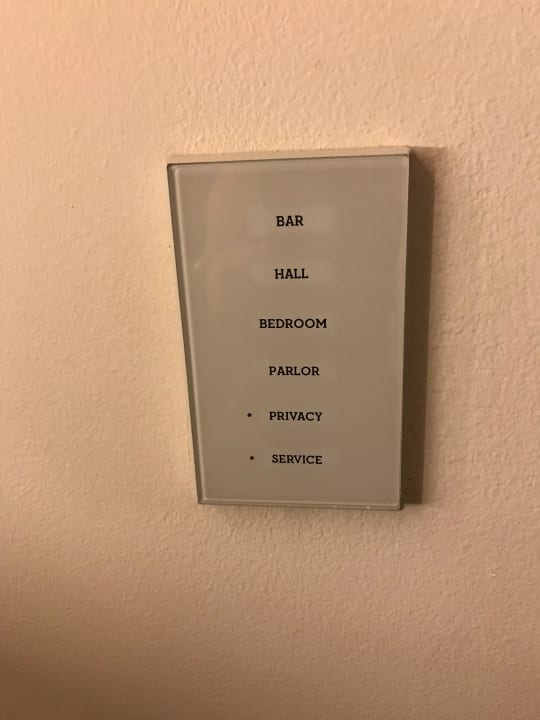 BAR
HALL
BEDROOM
PARLOR
• PRIVACY
• SERVICE